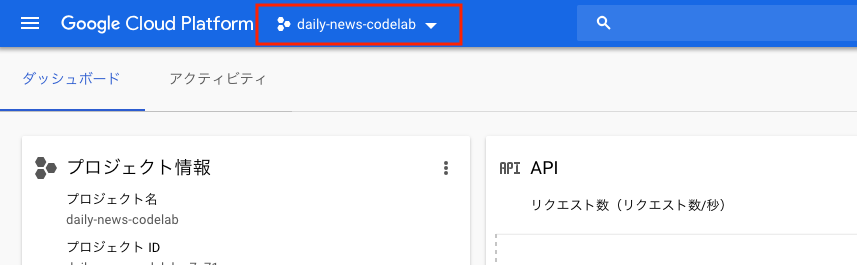 Google Cloud Platform daily-news-codelab
ダッシュボード アクティビティ
プロジェクト情報
プロジェクト名
daily-news-codelab
プロジェクト ID
API API
リクエスト数（リクエスト数/秒）